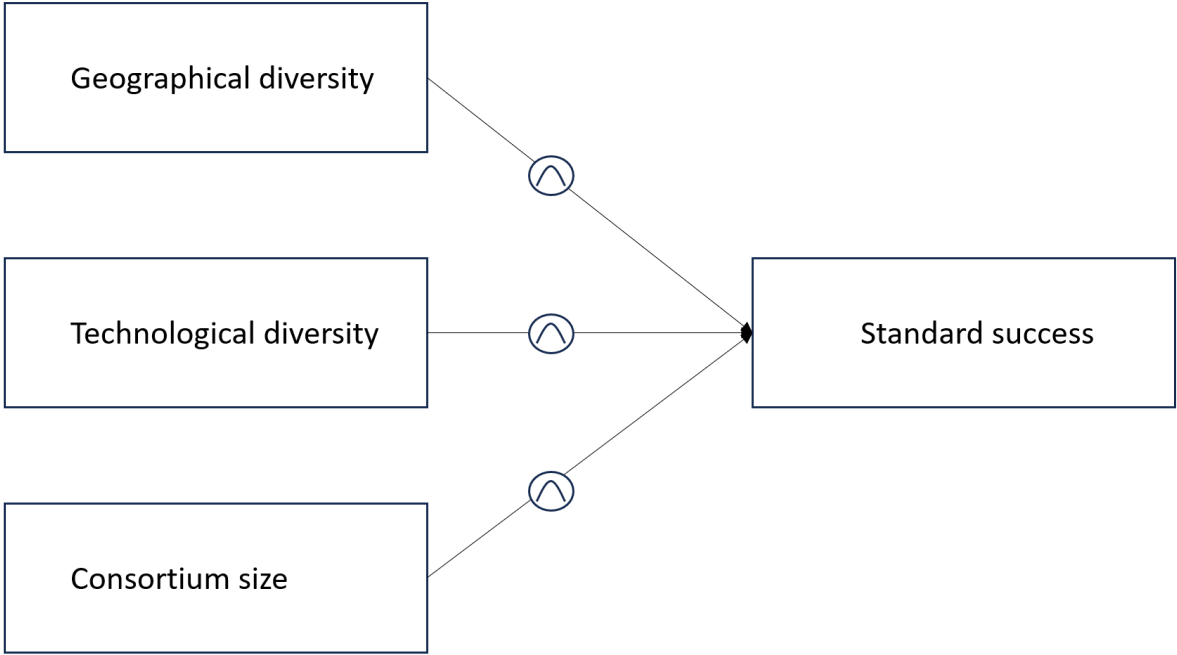 Geographical diversity
Technological diversity
Standard success
Consortium size